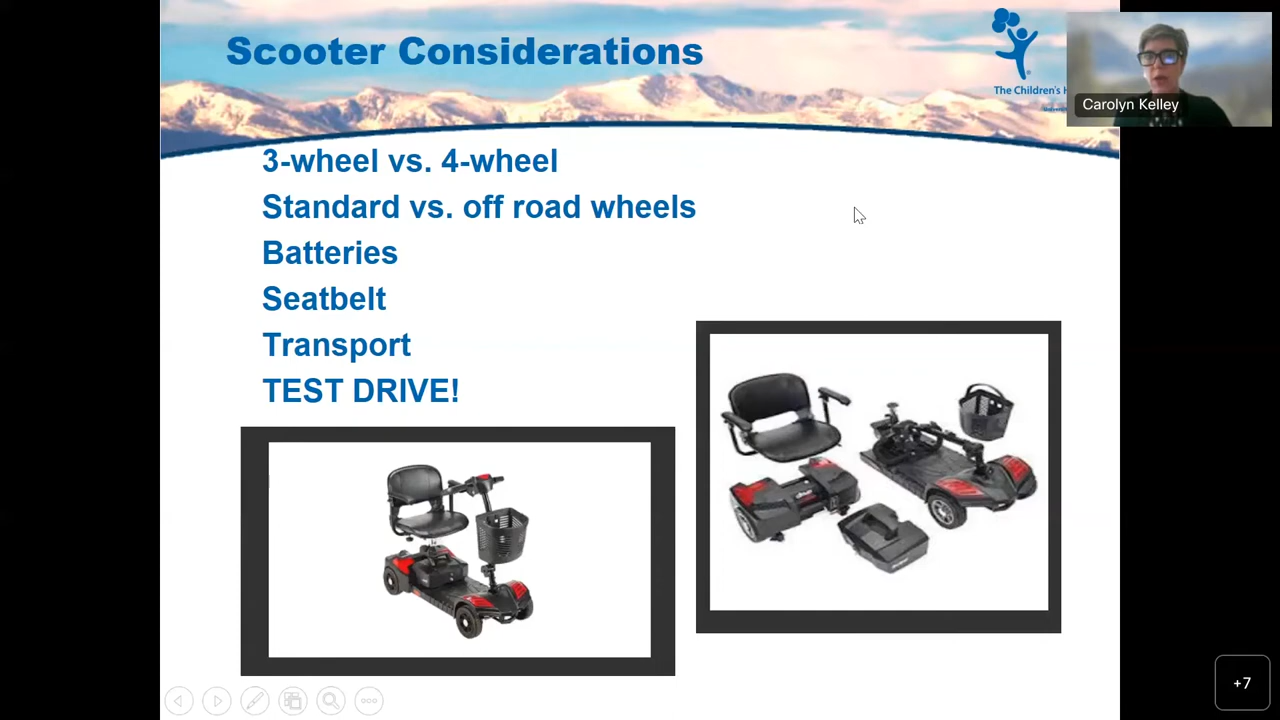 Scooter Considerations
The Children's H
Carolyn Kelley
3-wheel vs. 4-wheel
Standard vs. off road wheels
Batteries
Seatbelt
Transport
TEST DRIVE!
+7